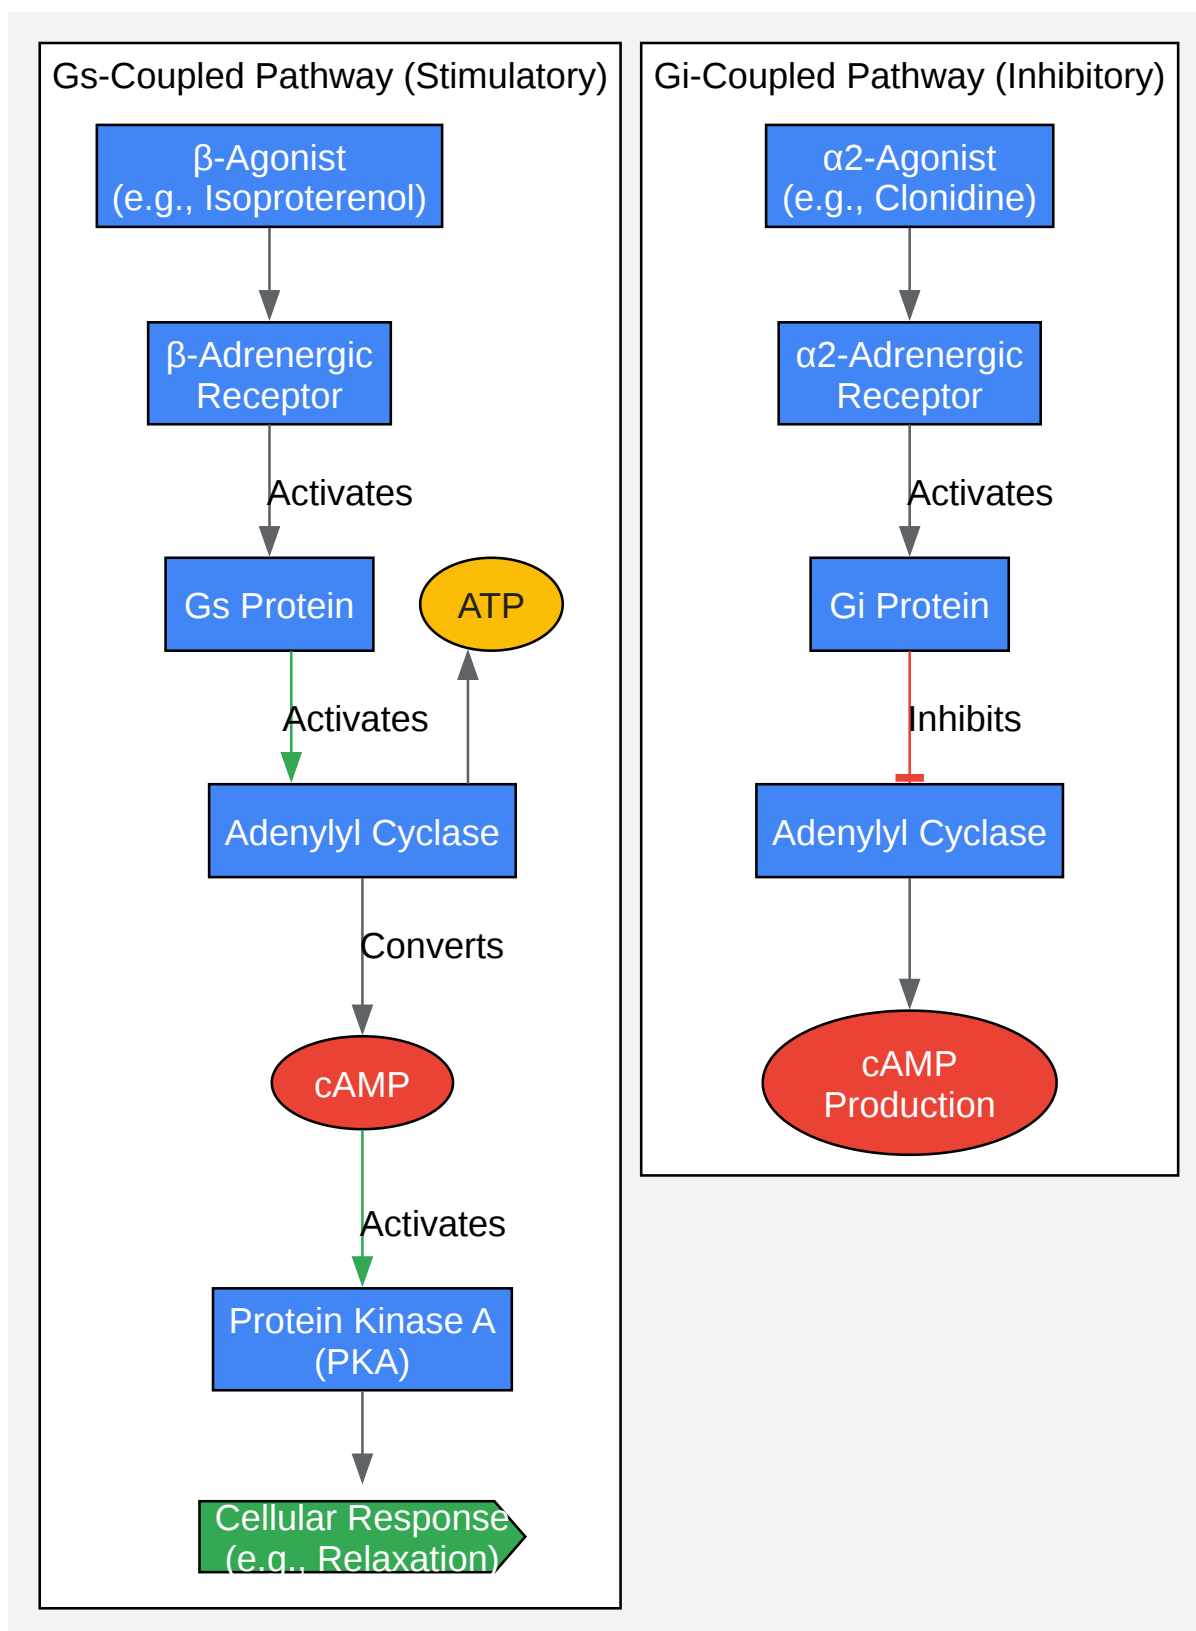 Gs-Coupled Pathway (Stimulatory)
β-Agonist
(e.g., Isoproterenol)
β-Adrenergic
Receptor
Activates
Gs Protein
ATP
Activates
Adenylyl Cyclase
Converts
cAMP
Activates
Protein Kinase A
(PKA)
Cellular Response
(e.g., Relaxation)
Gi-Coupled Pathway (Inhibitory)
α2-Agonist
(e.g., Clonidine)
α2-Adrenergic
Receptor
Activates
Gi Protein
Inhibits
Adenylyl Cyclase
cAMP
Production